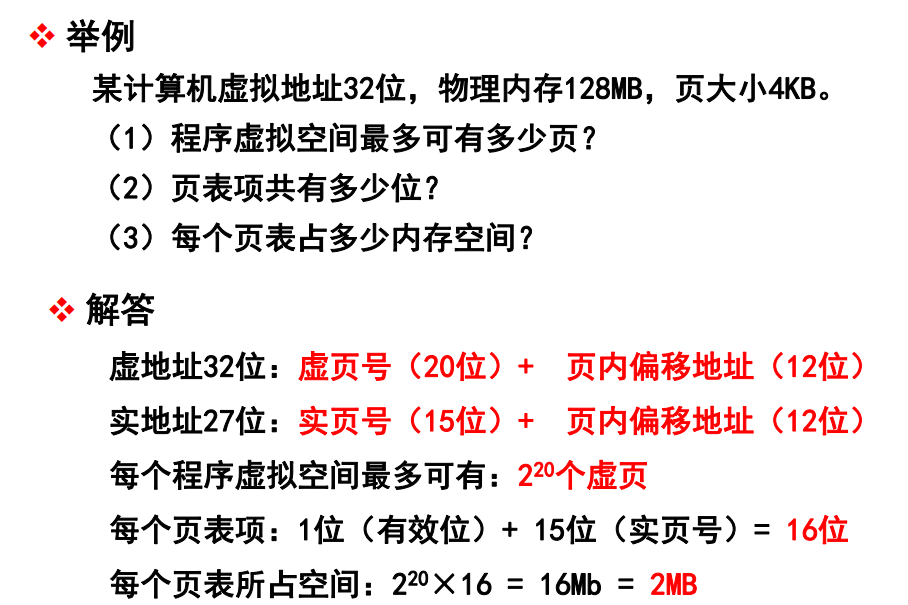 举例
某计算机虚拟地址32位，物理内存128MB，页大小4KB。
（1）程序虚拟空间最多可有多少页？
（2）页表项共有多少位？
（3）每个页表占多少内存空间？
解答
虚地址32位：虚页号（20位）+ 页内偏移地址（12位）
实地址27位：实页号（15位）+ 页内偏移地址（12位）
每个程序虚拟空间最多可有：2²⁰个虚页
每个页表项：1位（有效位）+ 15位（实页号）= 16位
每个页表所占空间：2²⁰×16 = 16Mb = 2MB